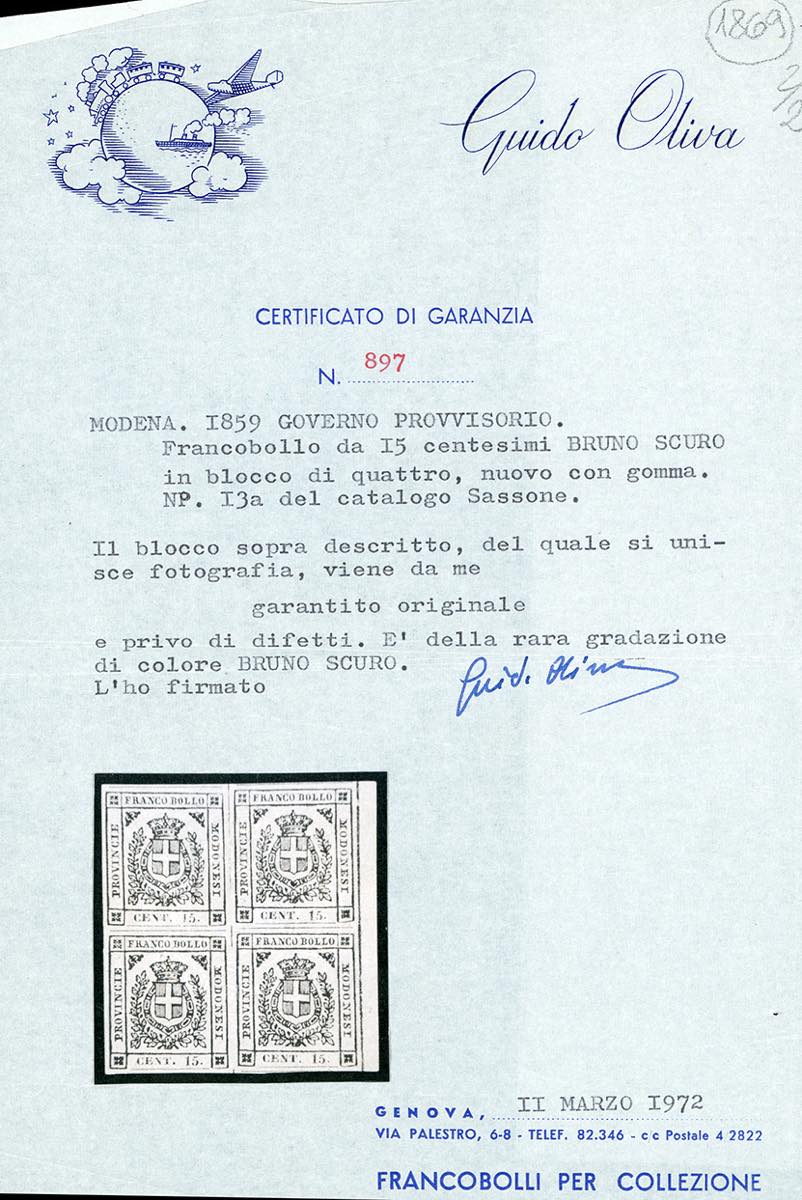 1869
Guido Oliva
CERTIFICATO DI GARANZIA
N. 897
MODENA. I859 GOVERNO PROVVISORIO.
Francobollo da I5 centesimi BRUNO SCURO
in blocco di quattro, nuovo con gomma.
NP. I3a del catalogo Sassone.
Il blocco sopra descritto, del quale si uni-
sce fotografia, viene da me
garantito originale
e privo di difetti. E' della rara gradazione
di colore BRUNO SCURO.
L'ho firmato
Guido Oliva
FRANCO BOLLO
PROVINCIE
MODONESI
CENT. 15.
FRANCO BOLLO
PROVINCIE
MODONESI
CENT. 15.
FRANCO BOLLO
PROVINCIE
MODONESI
CENT. 15.
FRANCO BOLLO
PROVINCIE
MODONESI
CENT. 15.
GENOVA, II MARZO I972
VIA PALESTRO, 6-8 - TELEF. 82.346 - c c Postale 4 2822
FRANCOBOLLI PER COLLEZIONE